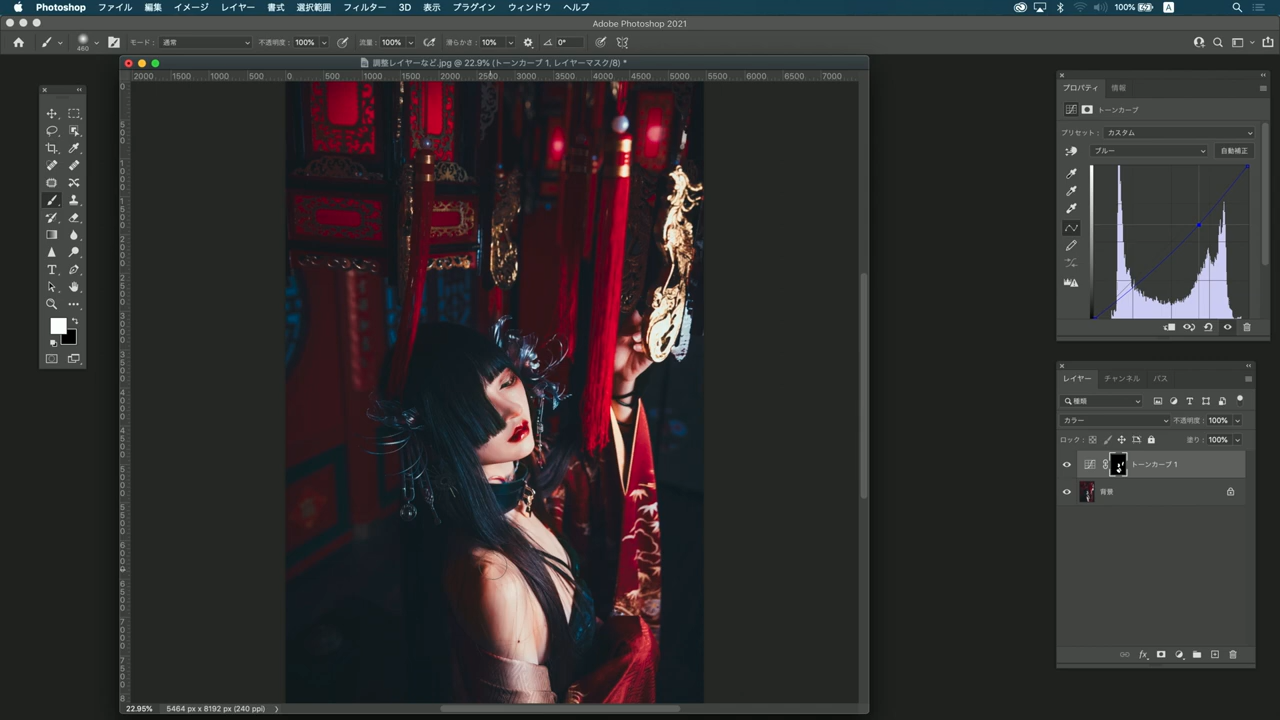 Photoshop ファイル 編集 イメージ レイヤー 書式 選択範囲 フィルター 3D 表示 プラグイン ウィンドウ ヘルプ 100% A
Adobe Photoshop 2021
460 モード： 通常 不透明度： 100% 流量： 100% 滑らかさ： 10% 0°
調整レイヤーなど.jpg @ 22.9% (トーンカーブ 1, レイヤーマスク/8) *
2000 1500 1000 500 0 500 1000 1500 2000 2500 3000 3500 4000 4500 5000 5500 6000 6500 7000
プロパティ 情報
トーンカーブ
プリセット： カスタム
ブルー 自動補正
レイヤー チャンネル パス
種類
カラー 不透明度： 100%
ロック： 塗り： 100%
トーンカーブ 1
背景
fx
22.95% 5464 px x 8192 px (240 ppi)